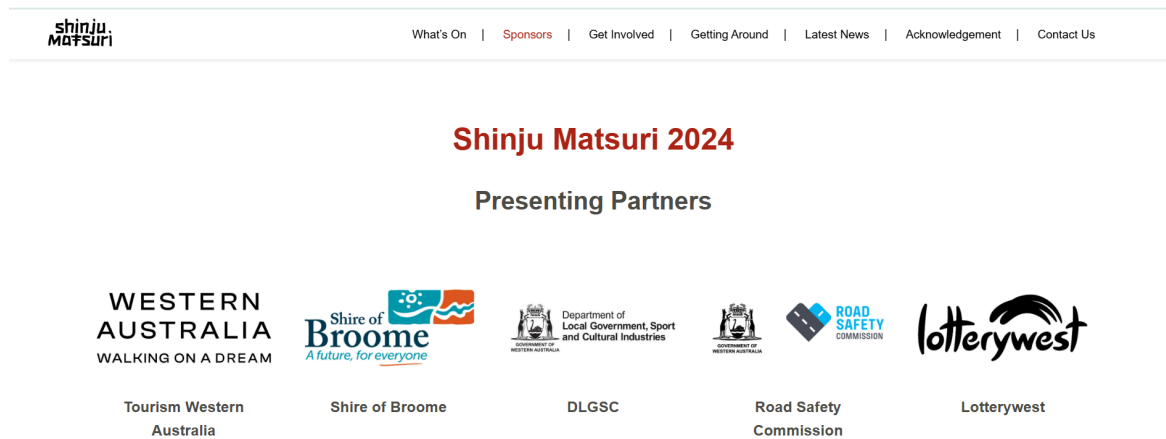 shinju
matsuri
What's On | Sponsors | Get Involved | Getting Around | Latest News | Acknowledgement | Contact Us
Shinju Matsuri 2024
Presenting Partners
WESTERN
AUSTRALIA
WALKING ON A DREAM
Shire of
Broome
A future, for everyone
Department of
Local Government, Sport
and Cultural Industries
GOVERNMENT OF
WESTERN AUSTRALIA
GOVERNMENT OF
WESTERN AUSTRALIA
ROAD
SAFETY
COMMISSION
lotterywest
Tourism Western
Australia
Shire of Broome
DLGSC
Road Safety
Commission
Lotterywest